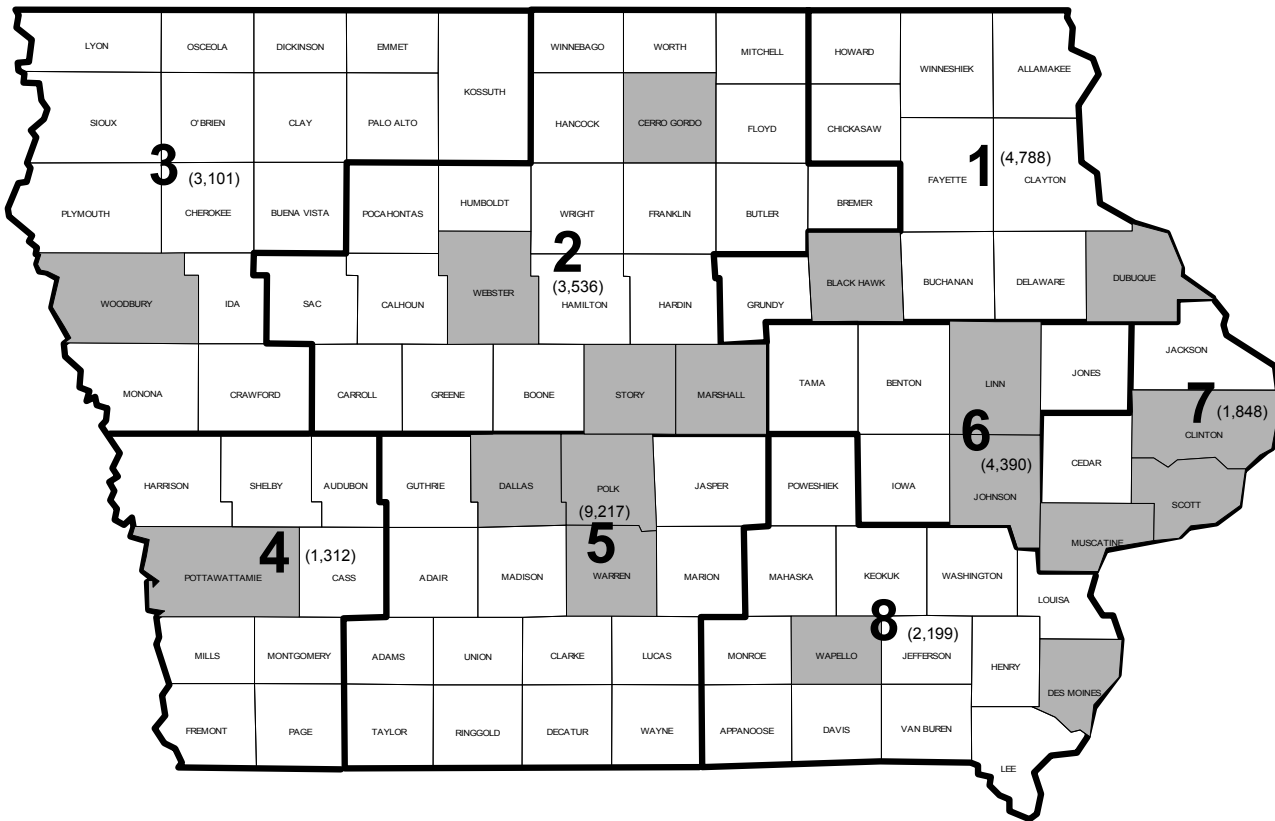 LYON OSCEOLA DICKINSON EMMET KOSSUTH WINNEBAGO WORTH MITCHELL HOWARD WINNESHIEK ALLAMAKEE
SIOUX O'BRIEN CLAY PALO ALTO HANCOCK CERRO GORDO FLOYD CHICKASAW
3 (3,101)
1 (4,788)
FAYETTE CLAYTON
PLYMOUTH CHEROKEE BUENA VISTA POCAHONTAS HUMBOLDT WRIGHT FRANKLIN BUTLER BREMER
2
(3,536)
WOODBURY IDA SAC CALHOUN WEBSTER HAMILTON HARDIN GRUNDY BLACK HAWK BUCHANAN DELAWARE DUBUQUE
JACKSON
MONONA CRAWFORD CARROLL GREENE BOONE STORY MARSHALL TAMA BENTON LINN JONES
7 (1,848)
CLINTON
6
(4,390)
HARRISON SHELBY AUDUBON GUTHRIE DALLAS POLK JASPER POWESHIEK IOWA JOHNSON CEDAR SCOTT
(9,217)
5
4 (1,312)
MUSCATINE
POTTAWATTAMIE CASS ADAIR MADISON WARREN MARION MAHASKA KEOKUK WASHINGTON LOUISA
8 (2,199)
MILLS MONTGOMERY ADAMS UNION CLARKE LUCAS MONROE WAPELLO JEFFERSON HENRY DES MOINES
FREMONT PAGE TAYLOR RINGGOLD DECATUR WAYNE APPANOOSE DAVIS VAN BUREN
LEE